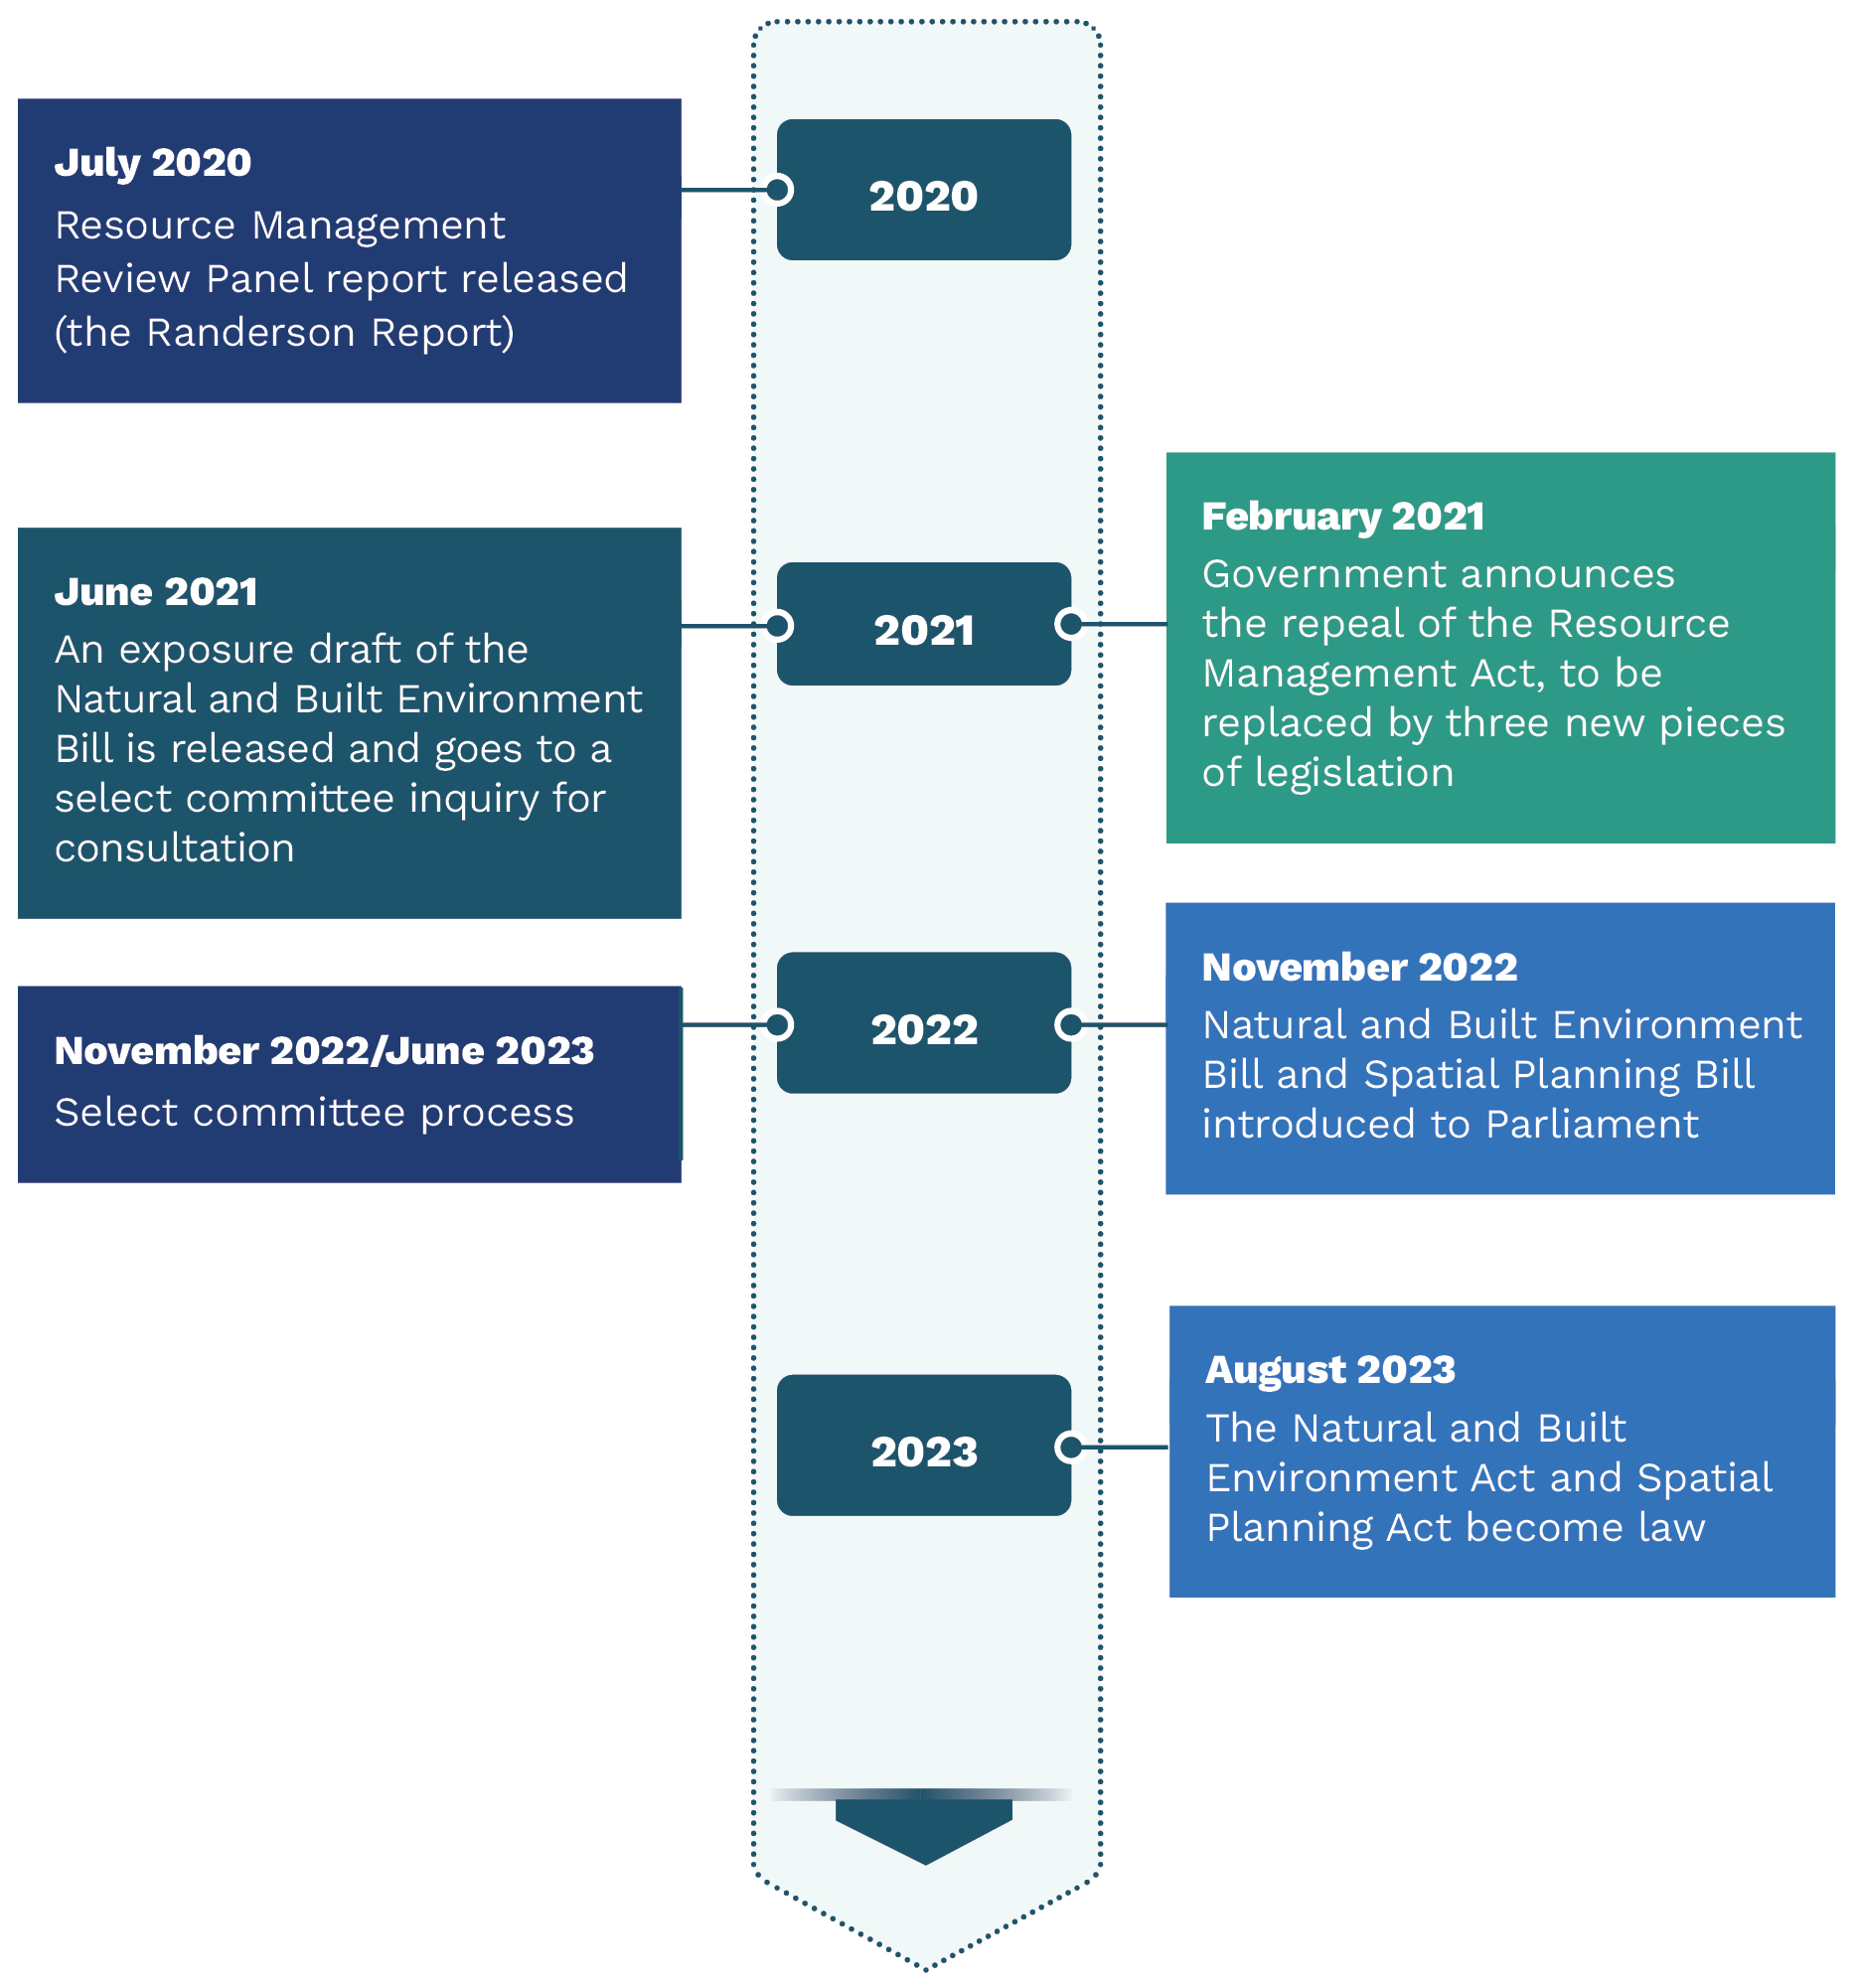 July 2020
Resource Management
Review Panel report released
(the Randerson Report)
2020
February 2021
Government announces
the repeal of the Resource
Management Act, to be
replaced by three new pieces
of legislation
2021
June 2021
An exposure draft of the
Natural and Built Environment
Bill is released and goes to a
select committee inquiry for
consultation
November 2022
Natural and Built Environment
Bill and Spatial Planning Bill
introduced to Parliament
2022
November 2022/June 2023
Select committee process
2023
August 2023
The Natural and Built
Environment Act and Spatial
Planning Act become law